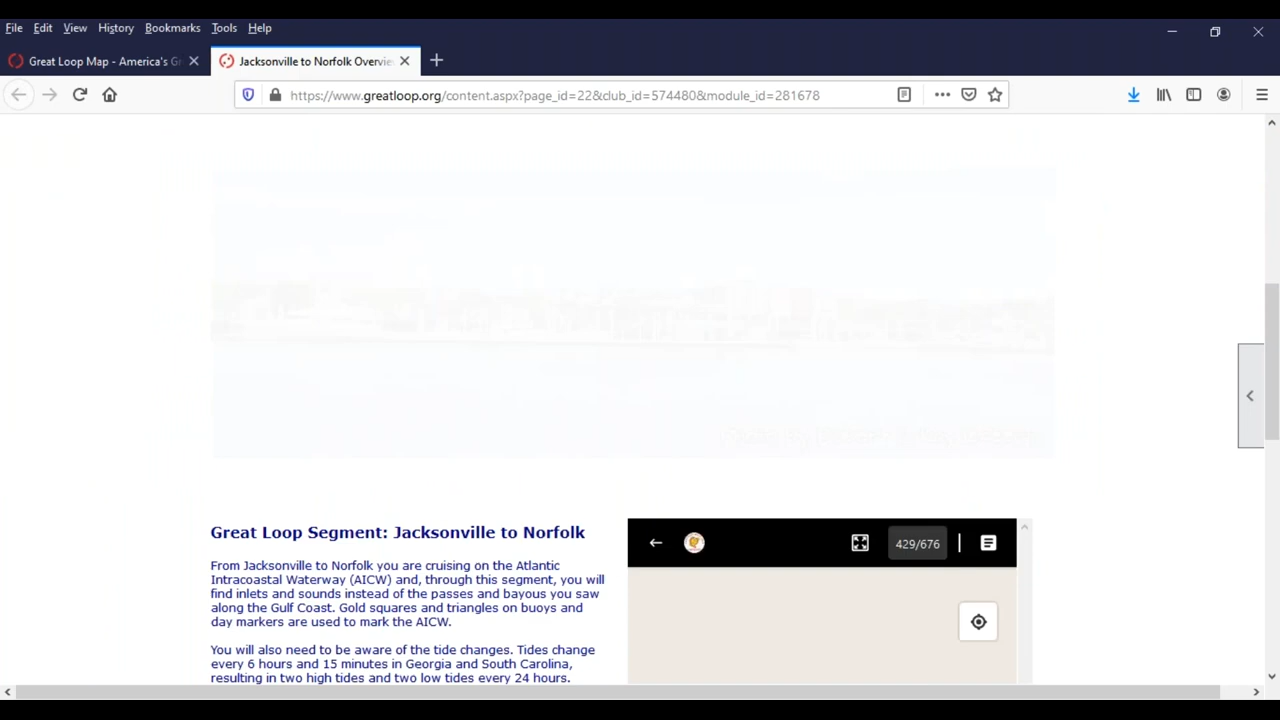 File Edit View History Bookmarks Tools Help
Great Loop Map - America's Gr
Jacksonville to Norfolk Overvie
https://www.greatloop.org/content.aspx?page_id=22&club_id=574480&module_id=281678
Great Loop Segment: Jacksonville to Norfolk
From Jacksonville to Norfolk you are cruising on the Atlantic
Intracoastal Waterway (AICW) and, through this segment, you will
find inlets and sounds instead of the passes and bayous you saw
along the Gulf Coast. Gold squares and triangles on buoys and
day markers are used to mark the AICW.
You will also need to be aware of the tide changes. Tides change
every 6 hours and 15 minutes in Georgia and South Carolina,
resulting in two high tides and two low tides every 24 hours.
429/676